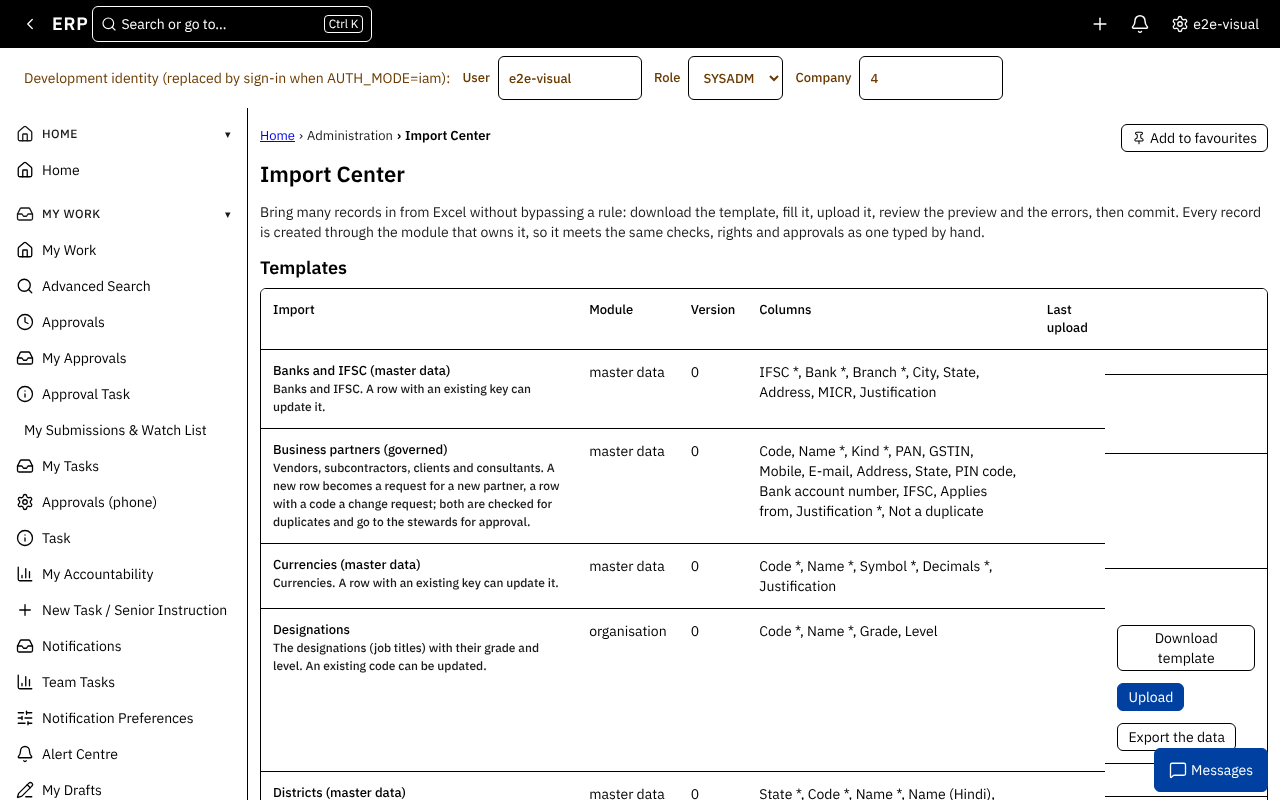 ERP
Search or go to...
Ctrl K
e2e-visual
Development identity (replaced by sign-in when AUTH_MODE=iam):
User
e2e-visual
Role
SYSADM
Company
4
HOME
Home
MY WORK
My Work
Advanced Search
Approvals
My Approvals
Approval Task
My Submissions & Watch List
My Tasks
Approvals (phone)
Task
My Accountability
New Task / Senior Instruction
Notifications
Team Tasks
Notification Preferences
Alert Centre
My Drafts
Home › Administration › Import Center
Add to favourites
Import Center
Bring many records in from Excel without bypassing a rule: download the template, fill it, upload it, review the preview and the errors, then commit. Every record
is created through the module that owns it, so it meets the same checks, rights and approvals as one typed by hand.
Templates
Import
Module
Version
Columns
Last
upload
Banks and IFSC (master data)
Banks and IFSC. A row with an existing key can
update it.
master data
0
IFSC *, Bank *, Branch *, City, State,
Address, MICR, Justification
Business partners (governed)
Vendors, subcontractors, clients and consultants. A
new row becomes a request for a new partner, a row
with a code a change request; both are checked for
duplicates and go to the stewards for approval.
master data
0
Code, Name *, Kind *, PAN, GSTIN,
Mobile, E-mail, Address, State, PIN code,
Bank account number, IFSC, Applies
from, Justification *, Not a duplicate
Currencies (master data)
Currencies. A row with an existing key can update it.
master data
0
Code *, Name *, Symbol *, Decimals *,
Justification
Designations
The designations (job titles) with their grade and
level. An existing code can be updated.
organisation
0
Code *, Name *, Grade, Level
Download
template
Upload
Export the data
Districts (master data)
master data
0
State *, Code *, Name *, Name (Hindi),
Messages